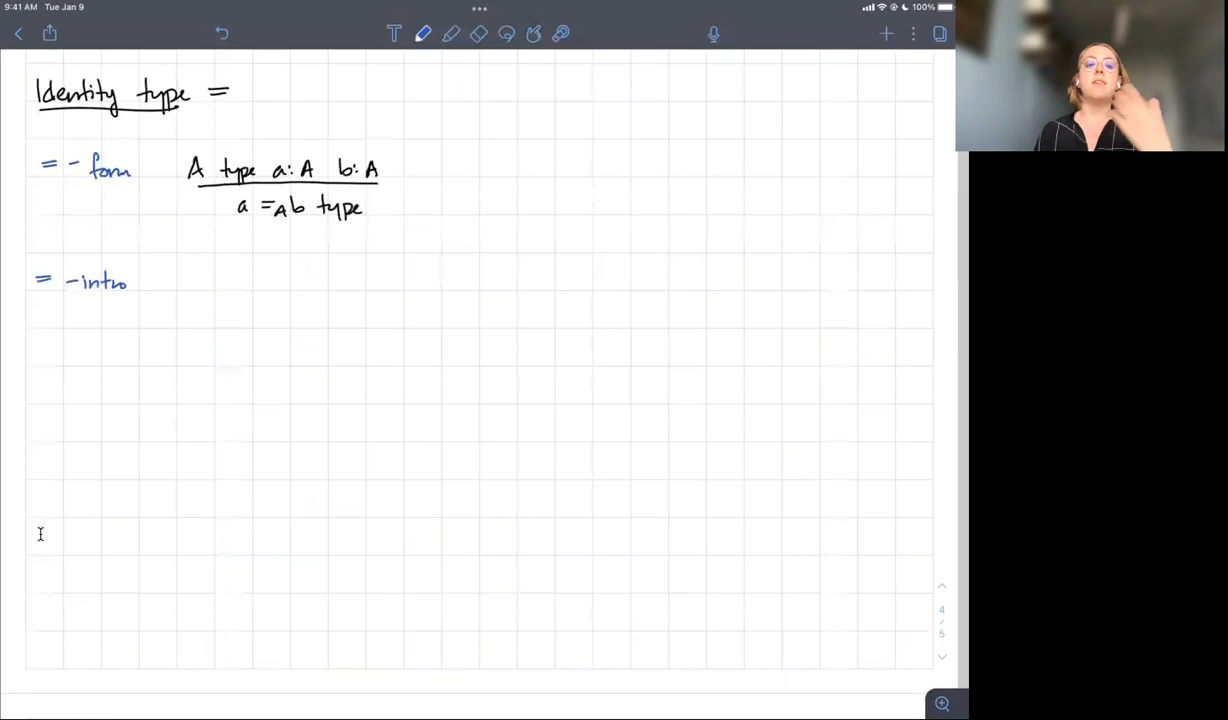 9:41 AM Tue Jan 9
100%
T
Identity type =
= - form A type a : A b : A
a =A b type
= - intro
4
/
5